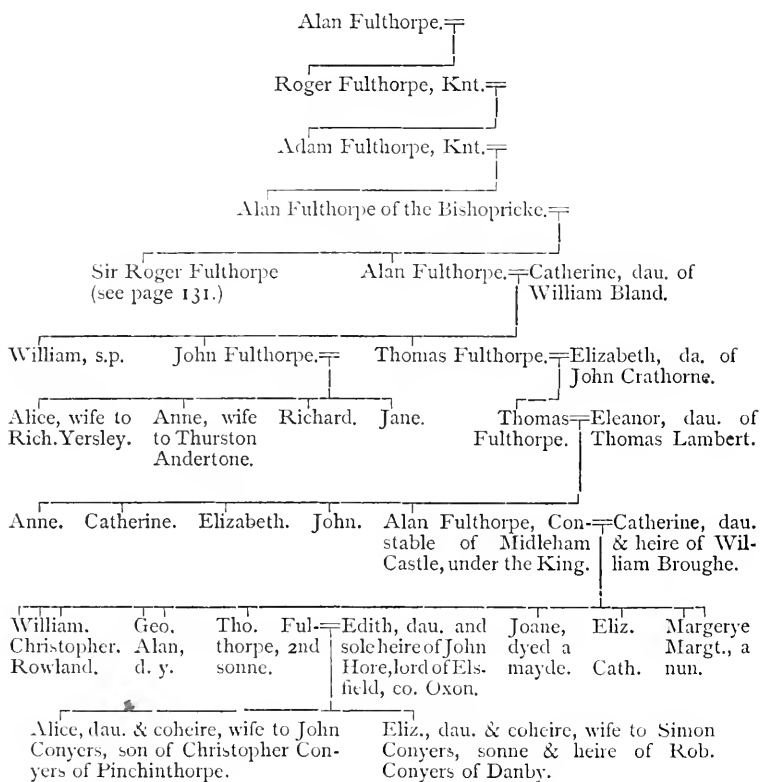 Alan Fulthorpe.
Roger Fulthorpe, Knt.
Adam Fulthorpe, Knt.
Alan Fulthorpe of the Bishopricke.
Sir Roger Fulthorpe
(see page 131.)
Alan Fulthorpe.
Catherine, dau. of
William Bland.
William, s.p.
John Fulthorpe.
Thomas Fulthorpe.
Elizabeth, da. of
John Crathorne.
Alice, wife to
Rich. Yersley.
Anne, wife
to Thurston
Andertone.
Richard.
Jane.
Thomas
Fulthorpe.
Eleanor, dau. of
Thomas Lambert.
Anne.
Catherine.
Elizabeth.
John.
Alan Fulthorpe, Con-
stable of Midleham
Castle, under the King.
Catherine, dau.
& heire of Wil-
liam Broughe.
William.
Christopher.
Rowland.
Geo.
Alan,
d. y.
Tho. Ful-
thorpe, 2nd
sonne.
Edith, dau. and
sole heire of John
Hore, lord of Els-
field, co. Oxon.
Joane,
dyed a
mayde.
Eliz.
Cath.
Margerye
Margt., a
nun.
Alice, dau. & coheire, wife to John
Conyers, son of Christopher Con-
yers of Pinchinthorpe.
Eliz., dau. & coheire, wife to Simon
Conyers, sonne & heire of Rob.
Conyers of Danby.